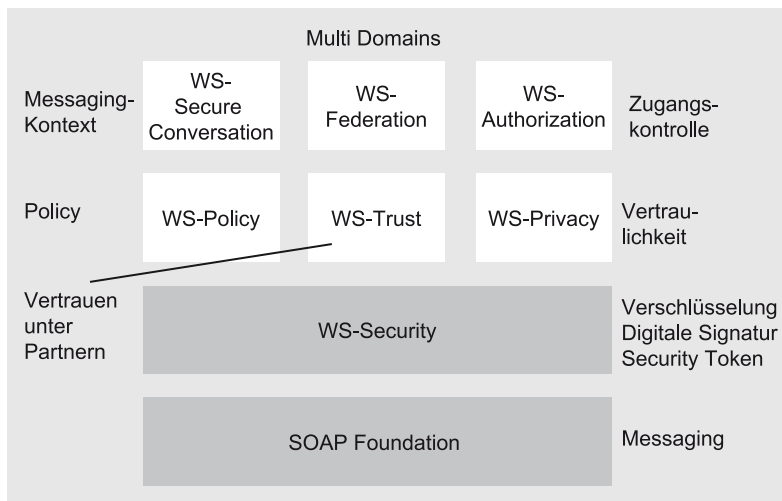 Multi Domains
Messaging-
Kontext
WS-
Secure
Conversation
WS-
Federation
WS-
Authorization
Zugangs-
kontrolle
Policy
WS-Policy
WS-Trust
WS-Privacy
Vertrau-
lichkeit
Vertrauen
unter
Partnern
WS-Security
Verschlüsselung
Digitale Signatur
Security Token
SOAP Foundation
Messaging